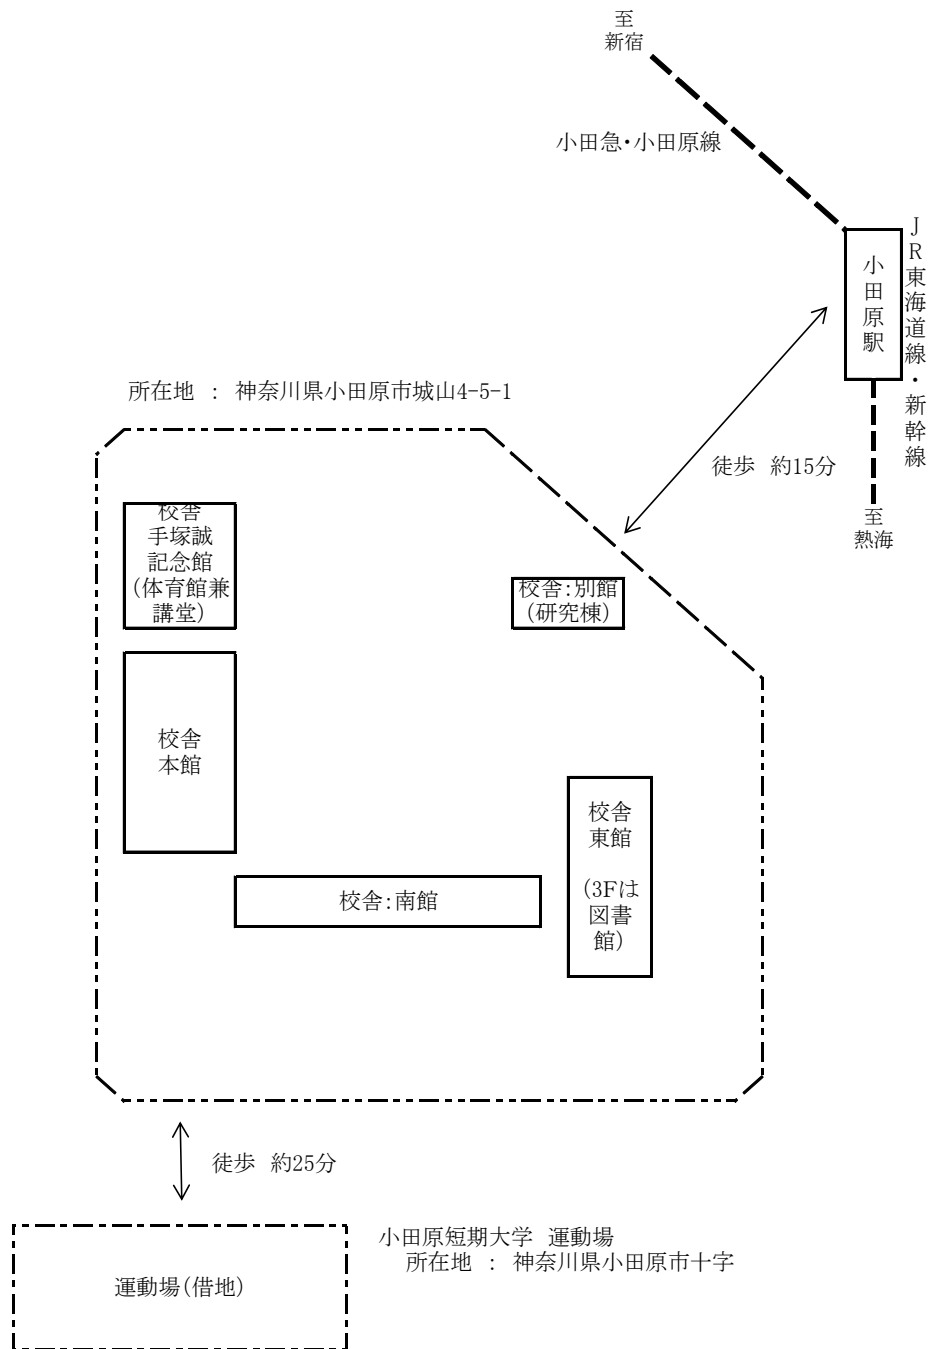 至
新宿
小田急・小田原線
小田原駅
JR東海道線・新幹線
所在地 : 神奈川県小田原市城山4-5-1
徒歩 約15分
至
熱海
校舎
手塚誠
記念館
(体育館兼
講堂)
校舎:別館
(研究棟)
校舎
本館
校舎
東館
(3Fは
図書
館)
校舎:南館
徒歩 約25分
小田原短期大学 運動場
所在地 : 神奈川県小田原市十字
運動場(借地)